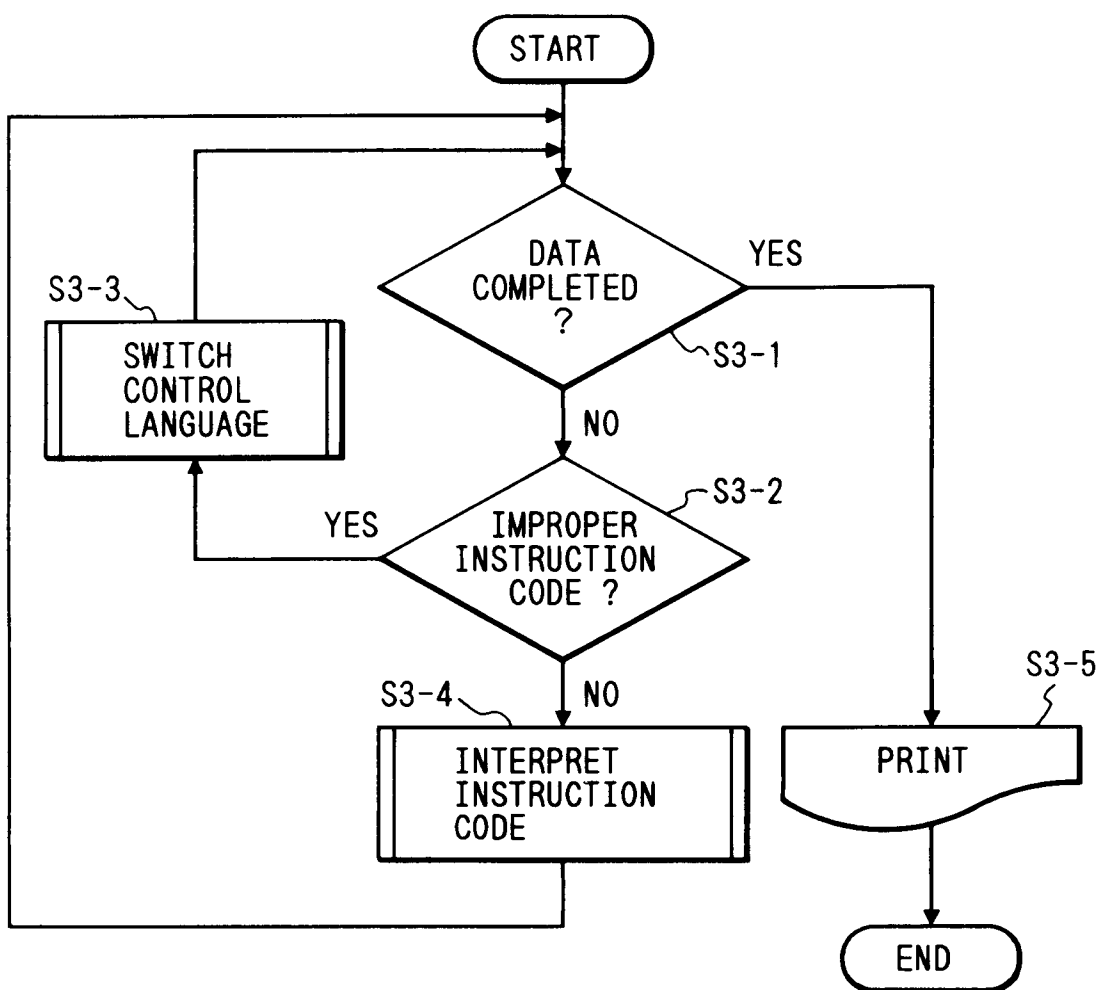 START
DATA
COMPLETED
?
YES
S3-1
S3-3
SWITCH
CONTROL
LANGUAGE
NO
S3-2
YES
IMPROPER
INSTRUCTION
CODE ?
NO
S3-4
INTERPRET
INSTRUCTION
CODE
S3-5
PRINT
END